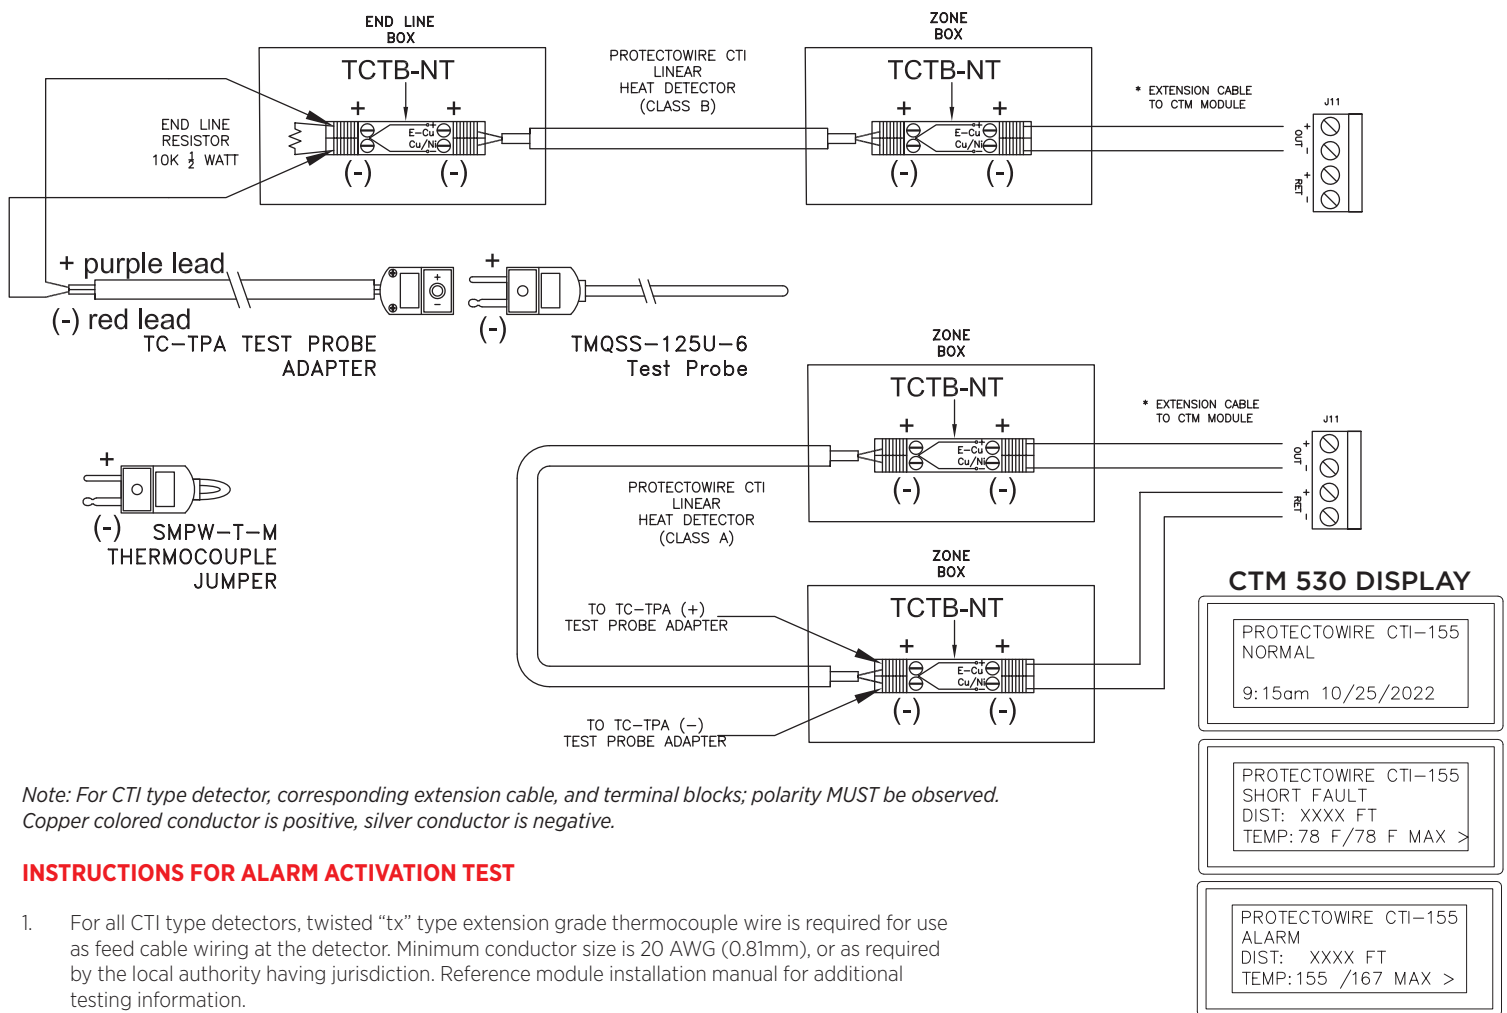 END LINE
BOX
TCTB-NT
+ +
E-Cu
Cu/Ni
+
-
(-) (-)
END LINE
RESISTOR
10K ½ WATT
PROTECTOWIRE CTI
LINEAR
HEAT DETECTOR
(CLASS B)
ZONE
BOX
TCTB-NT
+ +
E-Cu
Cu/Ni
+
-
(-) (-)
* EXTENSION CABLE
TO CTM MODULE
J11
+
OUT
-
+
RET
-
+ purple lead
(-) red lead
TC-TPA TEST PROBE
ADAPTER
+
-
+
(-)
TMQSS-125U-6
Test Probe
+
(-)
SMPW-T-M
THERMOCOUPLE
JUMPER
ZONE
BOX
TCTB-NT
+ +
E-Cu
Cu/Ni
+
-
(-) (-)
* EXTENSION CABLE
TO CTM MODULE
J11
+
OUT
-
+
RET
-
PROTECTOWIRE CTI
LINEAR
HEAT DETECTOR
(CLASS A)
ZONE
BOX
TCTB-NT
+ +
E-Cu
Cu/Ni
+
-
(-) (-)
TO TC-TPA (+)
TEST PROBE ADAPTER
TO TC-TPA (-)
TEST PROBE ADAPTER
CTM 530 DISPLAY
PROTECTOWIRE CTI-155
NORMAL
9:15am 10/25/2022
PROTECTOWIRE CTI-155
SHORT FAULT
DIST: XXXX FT
TEMP:78 F/78 F MAX >
PROTECTOWIRE CTI-155
ALARM
DIST: XXXX FT
TEMP:155 /167 MAX >
Note: For CTI type detector, corresponding extension cable, and terminal blocks; polarity MUST be observed.
Copper colored conductor is positive, silver conductor is negative.
INSTRUCTIONS FOR ALARM ACTIVATION TEST
1. For all CTI type detectors, twisted “tx” type extension grade thermocouple wire is required for use
as feed cable wiring at the detector. Minimum conductor size is 20 AWG (0.81mm), or as required
by the local authority having jurisdiction. Reference module installation manual for additional
testing information.